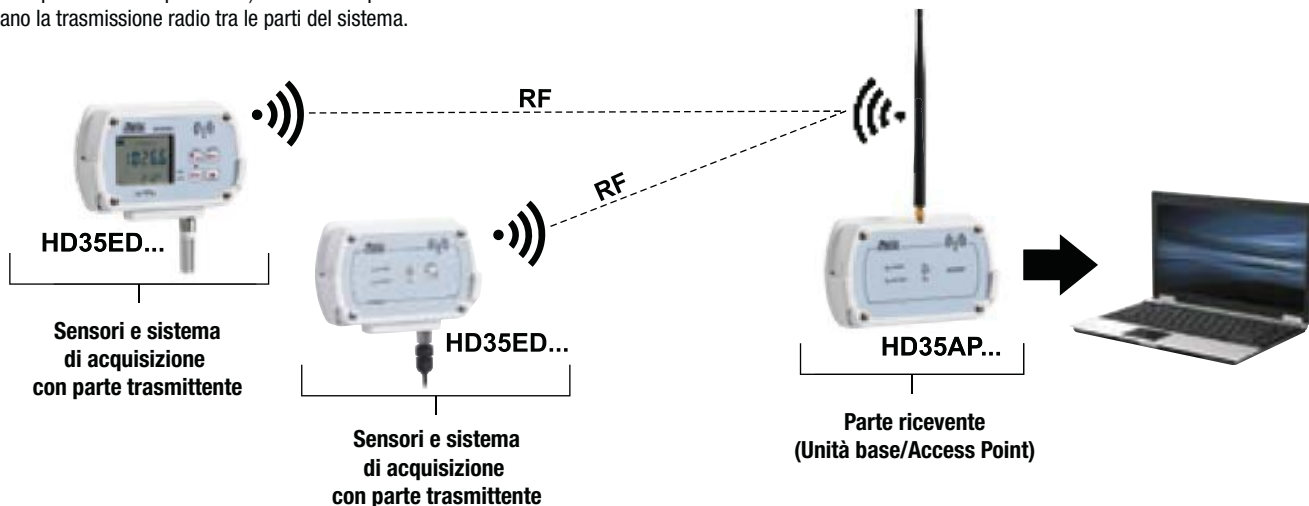 ano la trasmissione radio tra le parti del sistema.
RF
RF
HD35ED...
HD35ED...
HD35AP...
Sensori e sistema
di acquisizione
con parte trasmittente
Sensori e sistema
di acquisizione
con parte trasmittente
Parte ricevente
(Unità base/Access Point)